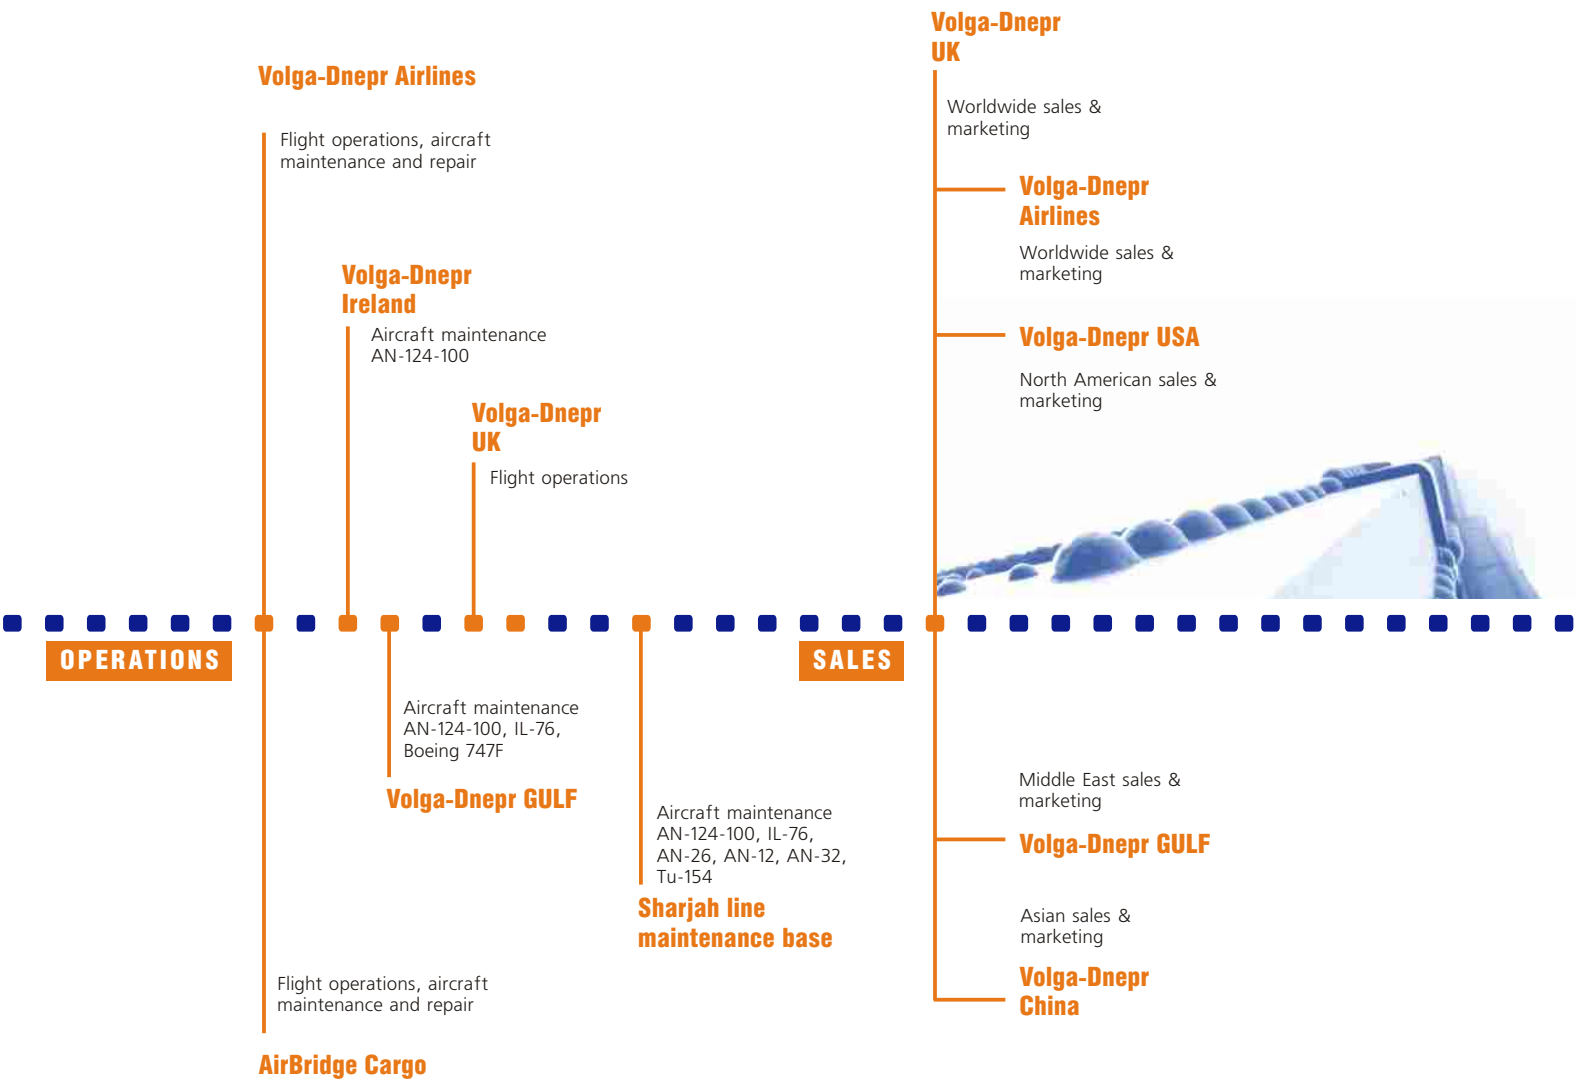 Volga-Dnepr Airlines
Flight operations, aircraft
maintenance and repair
Volga-Dnepr
Ireland
Aircraft maintenance
AN-124-100
Volga-Dnepr
UK
Flight operations
OPERATIONS
Aircraft maintenance
AN-124-100, IL-76,
Boeing 747F
Volga-Dnepr GULF
Aircraft maintenance
AN-124-100, IL-76,
AN-26, AN-12, AN-32,
Tu-154
Sharjah line
maintenance base
Flight operations, aircraft
maintenance and repair
AirBridge Cargo
Volga-Dnepr
UK
Worldwide sales &
marketing
Volga-Dnepr
Airlines
Worldwide sales &
marketing
Volga-Dnepr USA
North American sales &
marketing
SALES
Middle East sales &
marketing
Volga-Dnepr GULF
Asian sales &
marketing
Volga-Dnepr
China